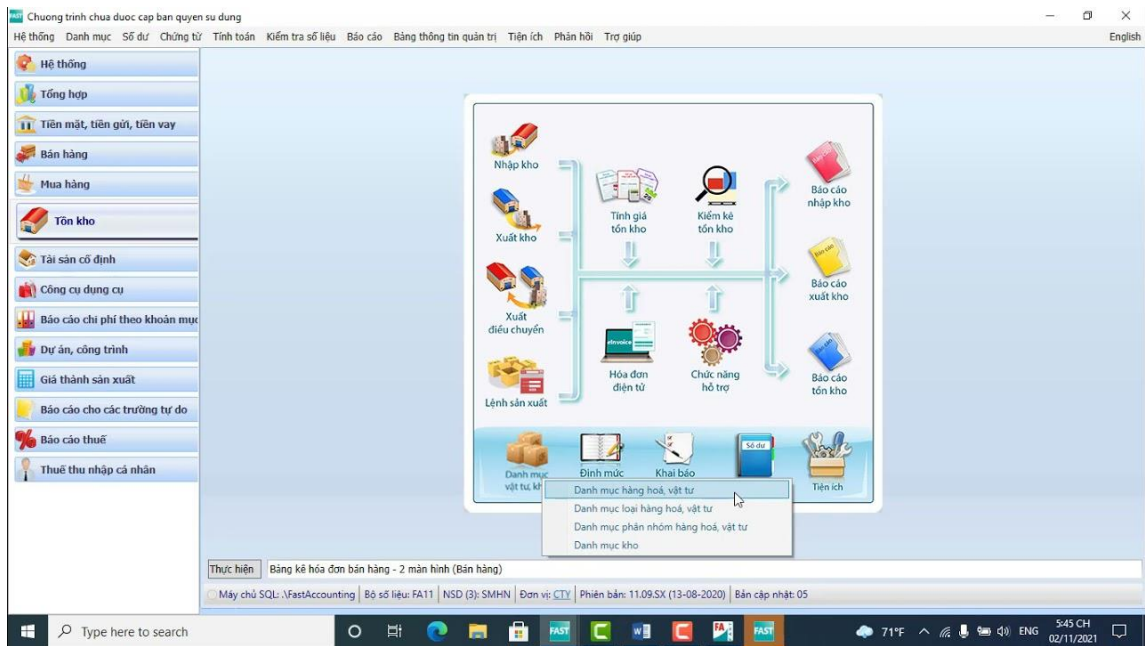 FAST Chuong trinh chua duoc cap ban quyen su dung
Hệ thống Danh mục Số dư Chứng từ Tính toán Kiểm tra số liệu Báo cáo Bảng thông tin quản trị Tiện ích Phản hồi Trợ giúp English
Hệ thống
Tổng hợp
Tiền mặt, tiền gửi, tiền vay
Bán hàng
Mua hàng
Tồn kho
Tài sản cố định
Công cụ dụng cụ
Báo cáo chi phí theo khoản mục
Dự án, công trình
Giá thành sản xuất
Báo cáo cho các trường tự do
Báo cáo thuế
Thuế thu nhập cá nhân
Nhập kho
Xuất kho
Xuất
điều chuyển
Lệnh sản xuất
Tính giá
tồn kho
Kiểm kê
tồn kho
eInvoice
Hóa đơn
điện tử
Chức năng
hỗ trợ
Báo cáo
nhập kho
Báo cáo
xuất kho
Báo cáo
tồn kho
Danh mục
vật tư, kh
Định mức
Khai báo
Số dư
Tiện ích
Danh mục hàng hoá, vật tư
Danh mục loại hàng hoá, vật tư
Danh mục phân nhóm hàng hoá, vật tư
Danh mục kho
Thực hiện Bảng kê hóa đơn bán hàng - 2 màn hình (Bán hàng)
Máy chủ SQL: .\FastAccounting Bộ số liệu: FA11 NSD (3): SMHN Đơn vị: CTY Phiên bản: 11.09.SX (13-08-2020) Bản cập nhật: 05
Type here to search FAST FA FAST 71°F ENG 5:45 CH
02/11/2021